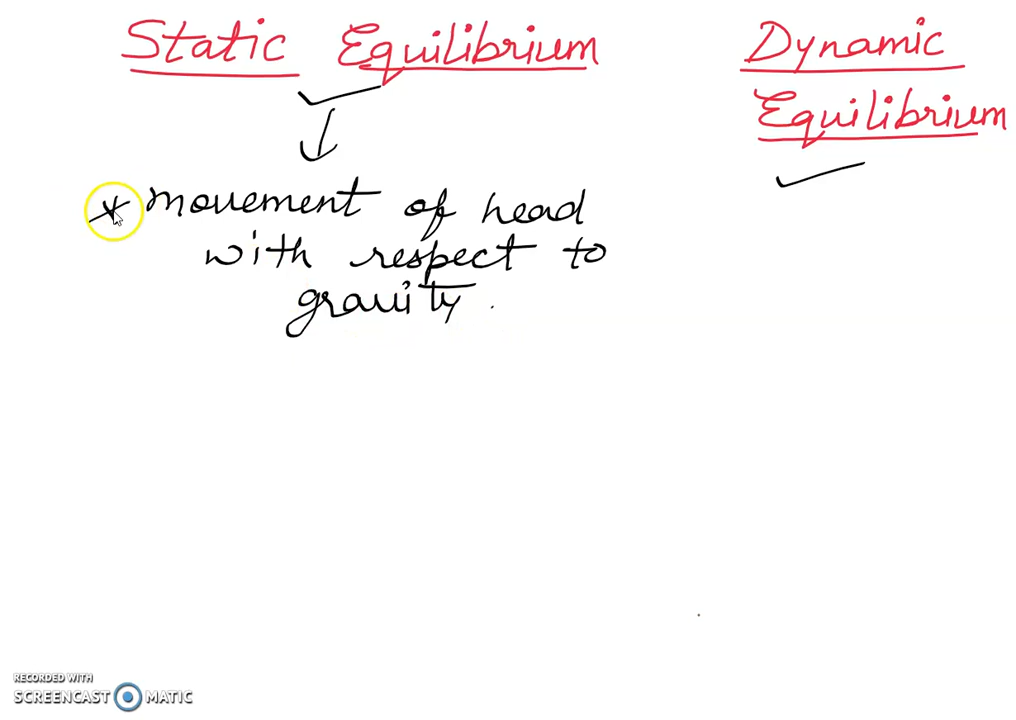 Static Equilibrium
Dynamic
Equilibrium
* movement of head
with respect to
gravity.
RECORDED WITH
SCREENCAST MATIC